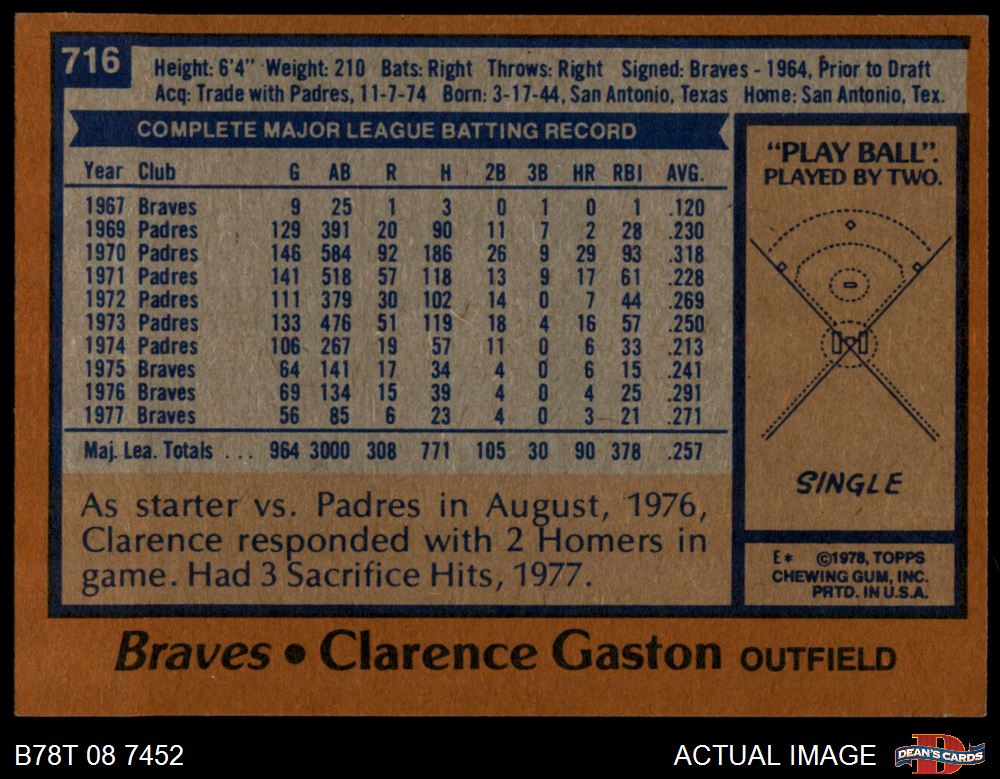 716
Height: 6'4" Weight: 210 Bats: Right Throws: Right Signed: Braves - 1964, Prior to Draft
Acq: Trade with Padres, 11-7-74 Born: 3-17-44, San Antonio, Texas Home: San Antonio, Tex.
COMPLETE MAJOR LEAGUE BATTING RECORD
Year Club G AB R H 2B 3B HR RBI AVG.
1967 Braves 9 25 1 3 0 1 0 1 .120
1969 Padres 129 391 20 90 11 7 2 28 .230
1970 Padres 146 584 92 186 26 9 29 93 .318
1971 Padres 141 518 57 118 13 9 17 61 .228
1972 Padres 111 379 30 102 14 0 7 44 .269
1973 Padres 133 476 51 119 18 4 16 57 .250
1974 Padres 106 267 19 57 11 0 6 33 .213
1975 Braves 64 141 17 34 4 0 6 15 .241
1976 Braves 69 134 15 39 4 0 4 25 .291
1977 Braves 56 85 6 23 4 0 3 21 .271
Maj. Lea. Totals ... 964 3000 308 771 105 30 90 378 .257
As starter vs. Padres in August, 1976,
Clarence responded with 2 Homers in
game. Had 3 Sacrifice Hits, 1977.
"PLAY BALL".
PLAYED BY TWO.
SINGLE
E* ©1978, TOPPS
CHEWING GUM, INC.
PRTD. IN U.S.A.
Braves • Clarence Gaston OUTFIELD
B78T 08 7452
ACTUAL IMAGE
DEAN'S CARDS